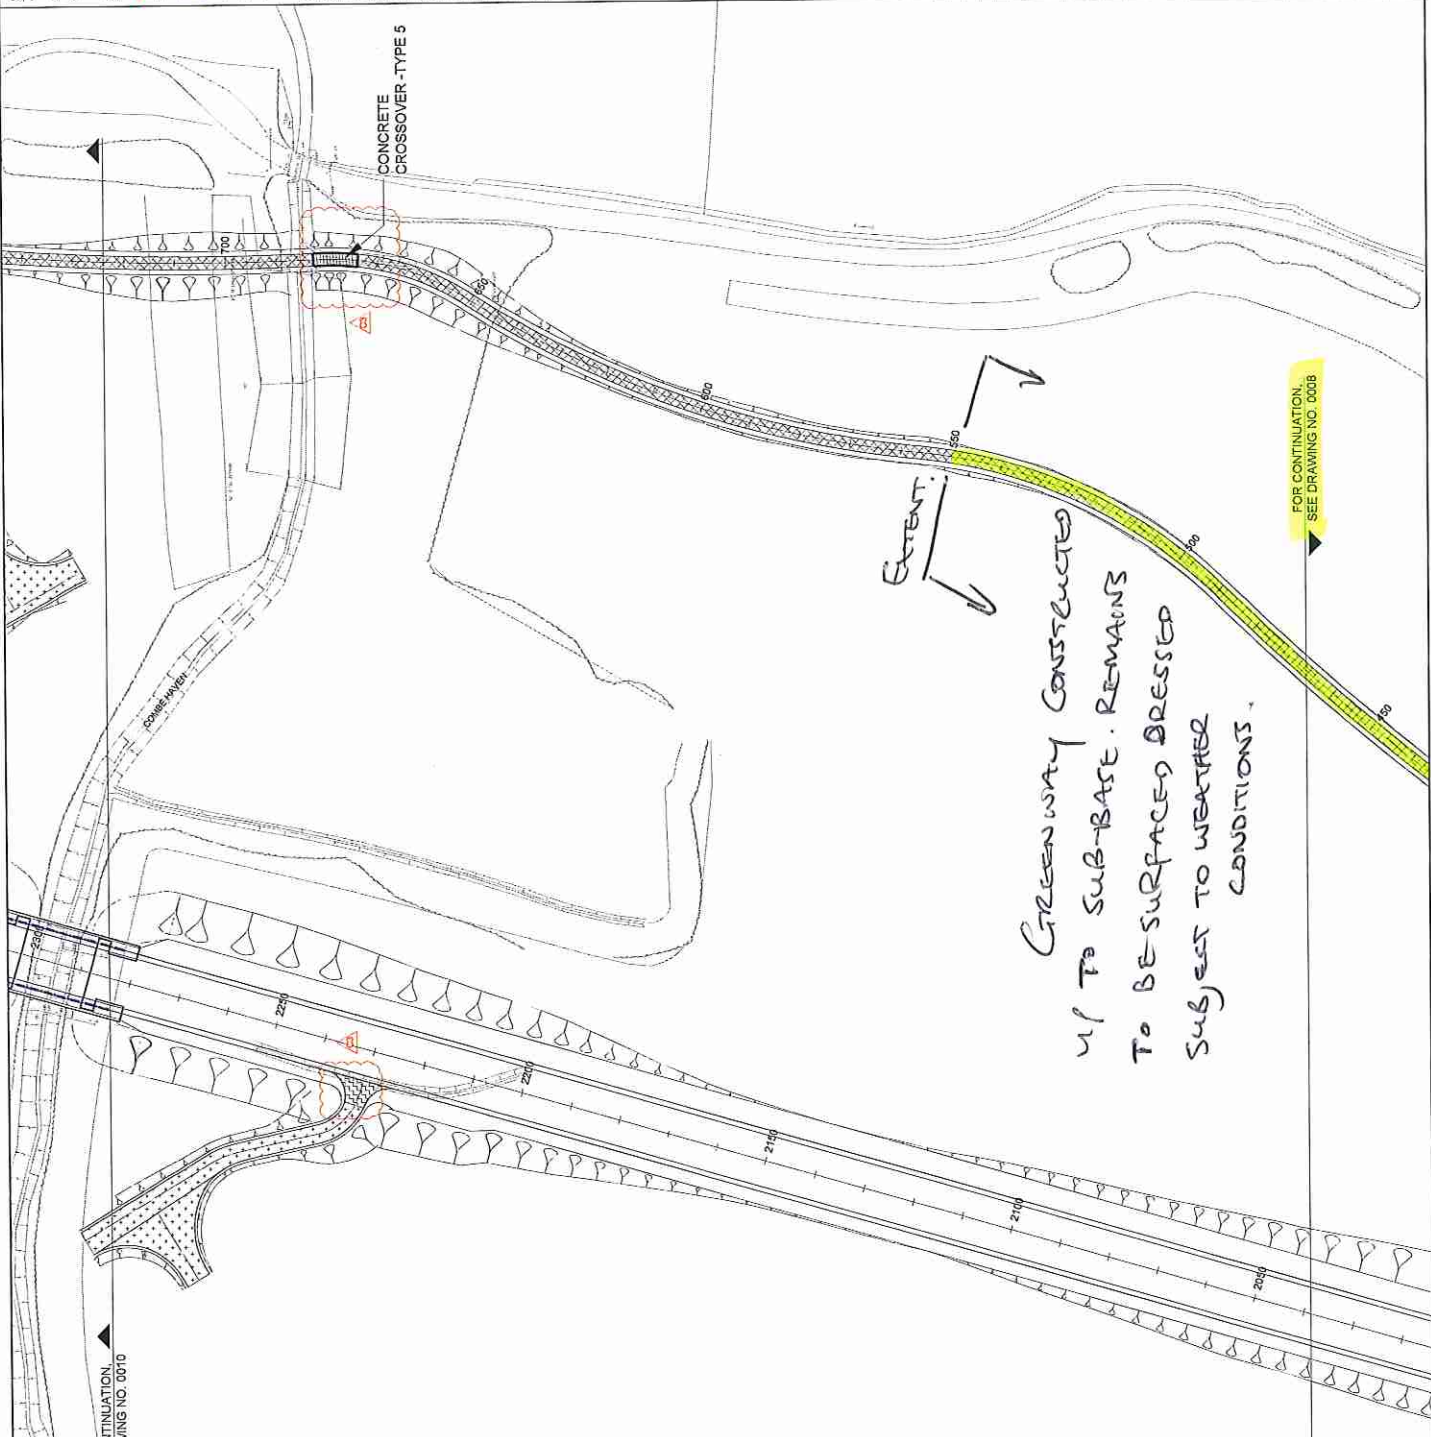 CONCRETE
CROSSOVER -TYPE 5
700
650
600
550
500
450
FOR CONTINUATION,
SEE DRAWING NO. 0008
EXTENT.
GREENWAY CONSTRUCTED
UP TO SUB-BASE. REMAINS
TO BE SURFACED DRESSED
SUBJECT TO WEATHER
CONDITIONS.
COMBE HAVEN
B
B
2300
2250
2200
2150
2100
2050
NTINUATION,
WING NO. 0010